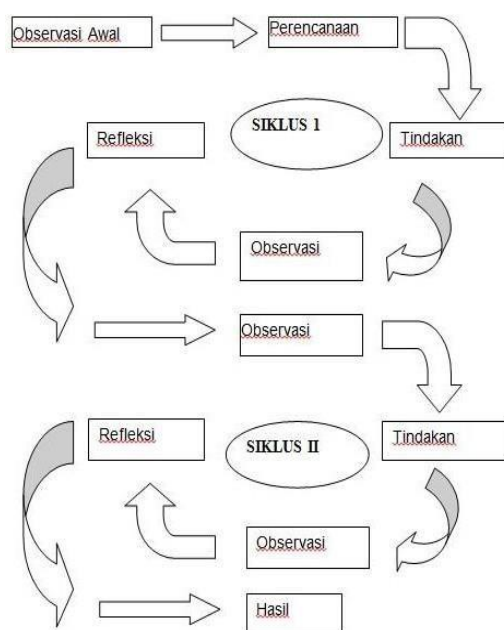 Observasi Awal
Perencanaan
Refleksi
SIKLUS 1
Tindakan
Observasi
Observasi
Refleksi
SIKLUS II
Tindakan
Observasi
Hasil